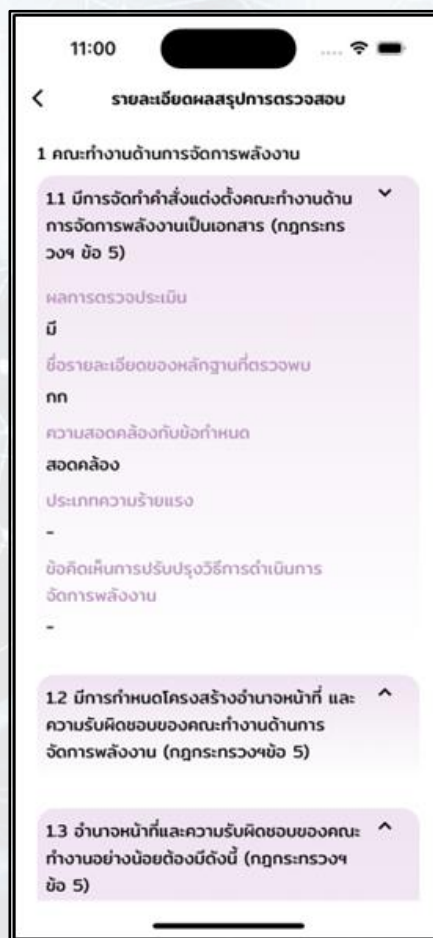 11:00
รายละเอียดผลสรุปการตรวจสอบ
1 คณะทำงานด้านการจัดการพลังงาน
1.1 มีการจัดทำคำสั่งแต่งตั้งคณะทำงานด้าน
การจัดการพลังงานเป็นเอกสาร (กฎกระทร
วงฯ ข้อ 5)
ผลการตรวจประเมิน
มี
ชื่อรายละเอียดของหลักฐานที่ตรวจพบ
กก
ความสอดคล้องกับข้อกำหนด
สอดคล้อง
ประเภทความร้ายแรง
-
ข้อคิดเห็นการปรับปรุงวิธีการดำเนินการ
จัดการพลังงาน
-
1.2 มีการกำหนดโครงสร้างอำนาจหน้าที่ และ
ความรับผิดชอบของคณะทำงานด้านการ
จัดการพลังงาน (กฎกระทรวงฯข้อ 5)
1.3 อำนาจหน้าที่และความรับผิดชอบของคณะ
ทำงานอย่างน้อยต้องมีดังนี้ (กฎกระทรวงฯ
ข้อ 5)